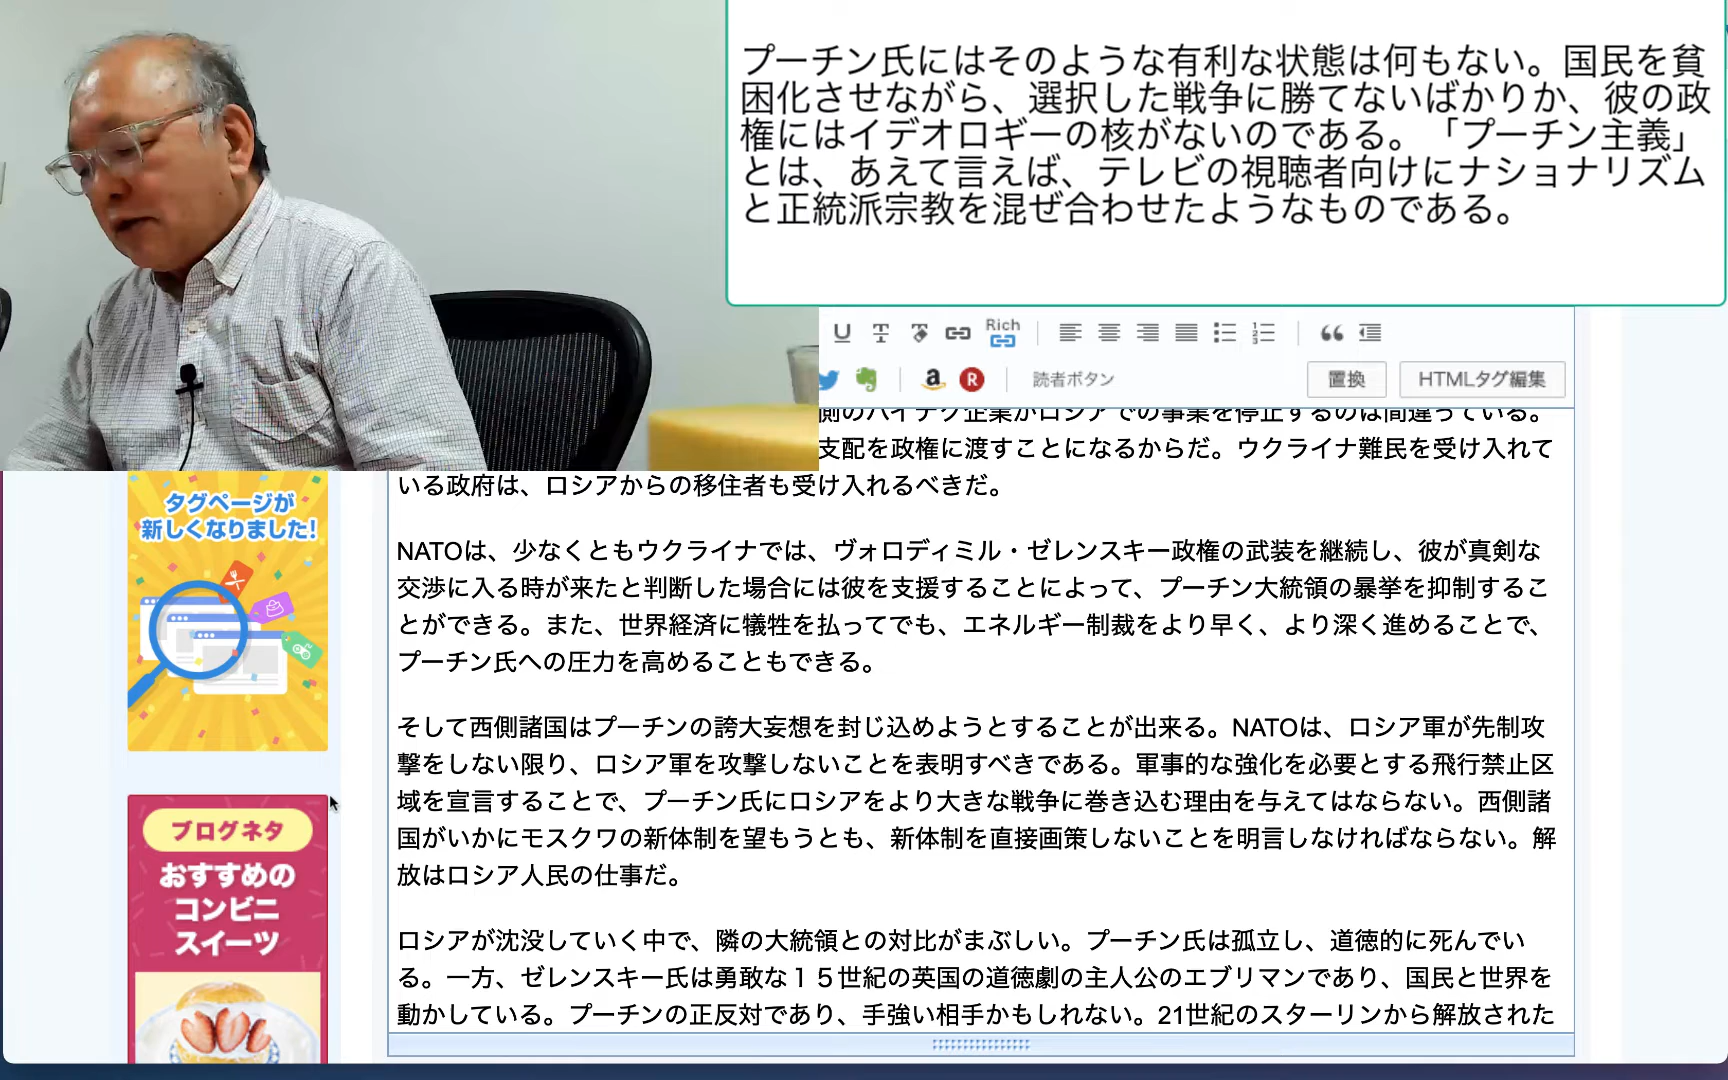 プーチン氏にはそのような有利な状態は何もない。国民を貧
困化させながら、選択した戦争に勝てないばかりか、彼の政
権にはイデオロギーの核がないのである。「プーチン主義」
とは、あえて言えば、テレビの視聴者向けにナショナリズム
と正統派宗教を混ぜ合わせたようなものである。
Rich
読者ボタン
置換
HTMLタグ編集
側のハイテク企業がロシアでの事業を停止するのは間違っている。
支配を政権に渡すことになるからだ。ウクライナ難民を受け入れて
いる政府は、ロシアからの移住者も受け入れるべきだ。
NATOは、少なくともウクライナでは、ヴォロディミル・ゼレンスキー政権の武装を継続し、彼が真剣な
交渉に入る時が来たと判断した場合には彼を支援することによって、プーチン大統領の暴挙を抑制するこ
とができる。また、世界経済に犠牲を払ってでも、エネルギー制裁をより早く、より深く進めることで、
プーチン氏への圧力を高めることもできる。
そして西側諸国はプーチンの誇大妄想を封じ込めようとすることが出来る。NATOは、ロシア軍が先制攻
撃をしない限り、ロシア軍を攻撃しないことを表明すべきである。軍事的な強化を必要とする飛行禁止区
域を宣言することで、プーチン氏にロシアをより大きな戦争に巻き込む理由を与えてはならない。西側諸
国がいかにモスクワの新体制を望もうとも、新体制を直接画策しないことを明言しなければならない。解
放はロシア人民の仕事だ。
ロシアが沈没していく中で、隣の大統領との対比がまぶしい。プーチン氏は孤立し、道徳的に死んでい
る。一方、ゼレンスキー氏は勇敢な１５世紀の英国の道徳劇の主人公のエブリマンであり、国民と世界を
動かしている。プーチンの正反対であり、手強い相手かもしれない。21世紀のスターリンから解放された
タグページが
新しくなりました!
ブログネタ
おすすめの
コンビニ
スイーツ